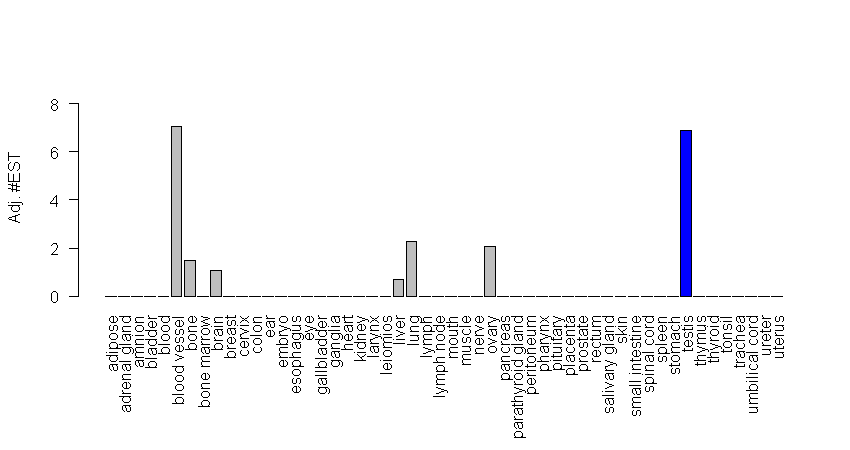 Adj. #EST
8
6
4
2
0
adipose
adrenal gland
amnion
bladder
blood
blood vessel
bone
bone marrow
brain
breast
cervix
colon
ear
embryo
esophagus
eye
gallbladder
ganglia
heart
kidney
larynx
leiomios
liver
lung
lymph
lymph node
mouth
muscle
nerve
ovary
pancreas
parathyroid gland
peritoneum
pharynx
pituitary
placenta
prostate
rectum
salivary gland
skin
small intestine
spinal cord
spleen
stomach
testis
thymus
thyroid
tonsil
trachea
umbilical cord
ureter
uterus